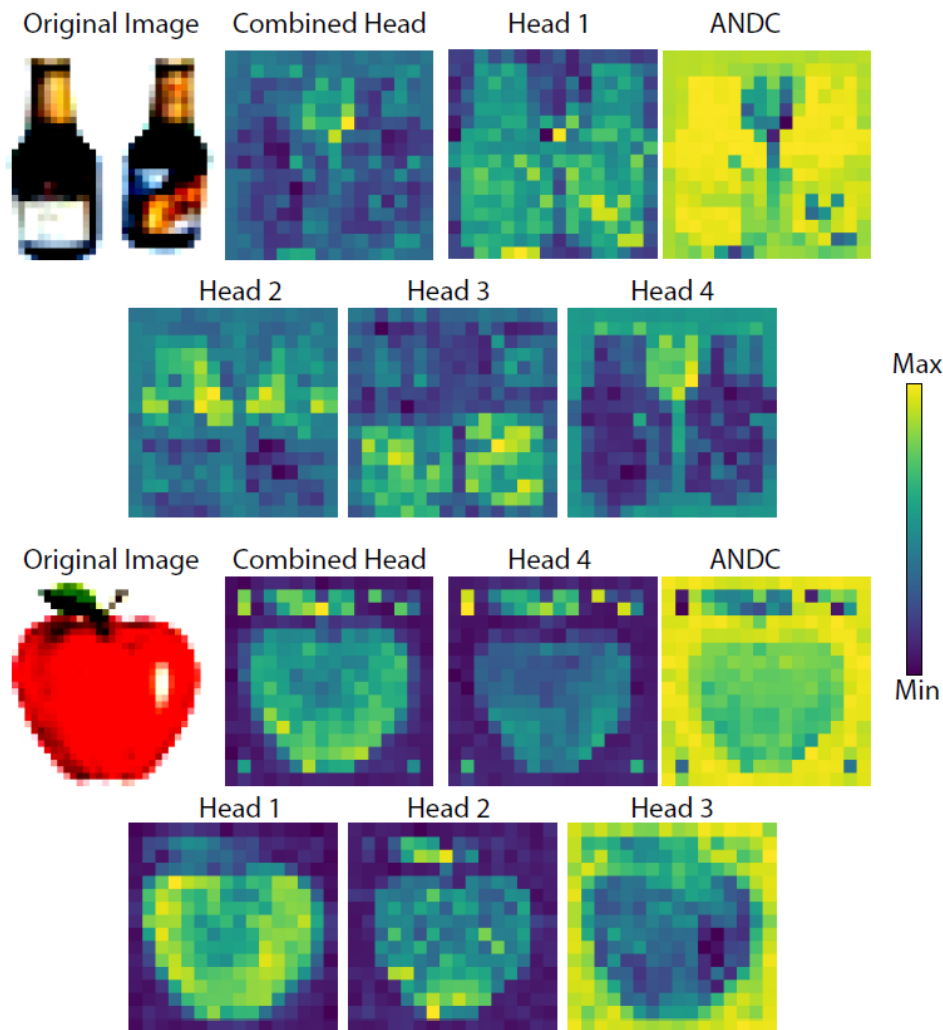 Original Image Combined Head Head 1 ANDC
Head 2 Head 3 Head 4
Max
Min
Original Image Combined Head Head 4 ANDC
Head 1 Head 2 Head 3